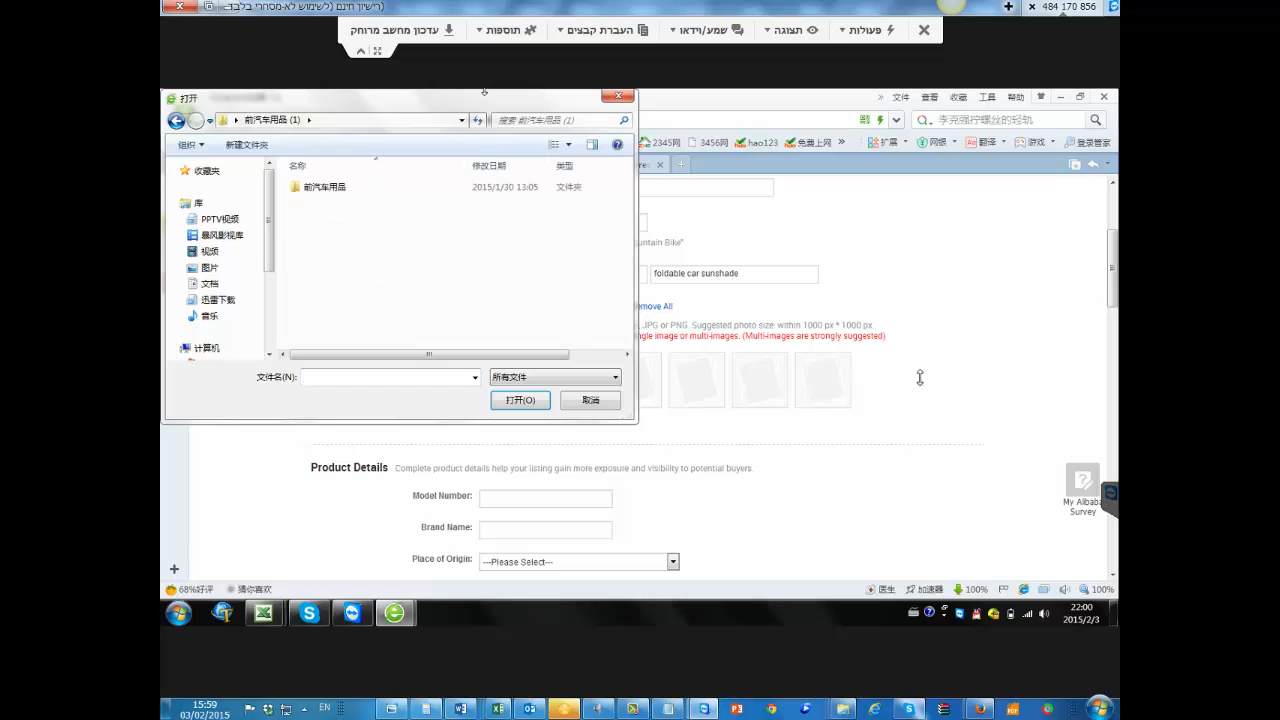 (רישיון חינם (לשימוש לא-מסחרי בלבד
484 170 856
עדכון מחשב מרוחק
תוספות
העברת קבצים
שמע/וידאו
תצוגה
פעולות
打开
文件 查看 收藏 工具 帮助
前汽车用品 (1)
搜索 前汽车用品 (1)
李克强拧螺丝的轻轨
组织 新建文件夹
2345网 3456网 hao123 免费上网 » 扩展 网银 翻译 游戏 登录管家
收藏夹
库
PPTV视频
暴风影视库
视频
图片
文档
迅雷下载
音乐
计算机
名称 修改日期 类型
前汽车用品 2015/1/30 13:05 文件夹
文件名(N):
所有文件
打开(O) 取消
untain Bike"
foldable car sunshade
emove All
JPG or PNG. Suggested photo size: within 1000 px * 1000 px.
ngle image or multi-images. (Multi-images are strongly suggested)
Product Details Complete product details help your listing gain more exposure and visibility to potential buyers.
Model Number:
Brand Name:
Place of Origin: ---Please Select---
My Alibaba
Survey
68%好评 猜你喜欢
医生 加速器 100% 100%
22:00
2015/2/3
15:59
03/02/2015
EN